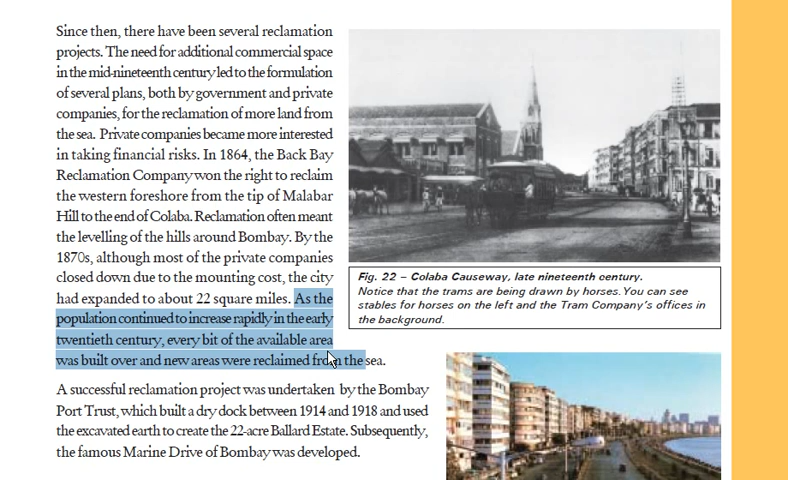 Since then, there have been several reclamation
projects. The need for additional commercial space
in the mid-nineteenth century led to the formulation
of several plans, both by government and private
companies, for the reclamation of more land from
the sea. Private companies became more interested
in taking financial risks. In 1864, the Back Bay
Reclamation Company won the right to reclaim
the western foreshore from the tip of Malabar
Hill to the end of Colaba. Reclamation often meant
the levelling of the hills around Bombay. By the
1870s, although most of the private companies
closed down due to the mounting cost, the city
had expanded to about 22 square miles. As the
population continued to increase rapidly in the early
twentieth century, every bit of the available area
was built over and new areas were reclaimed from the sea.
A successful reclamation project was undertaken by the Bombay
Port Trust, which built a dry dock between 1914 and 1918 and used
the excavated earth to create the 22-acre Ballard Estate. Subsequently,
the famous Marine Drive of Bombay was developed.
Fig. 22 – Colaba Causeway, late nineteenth century.
Notice that the trams are being drawn by horses. You can see
stables for horses on the left and the Tram Company's offices in
the background.